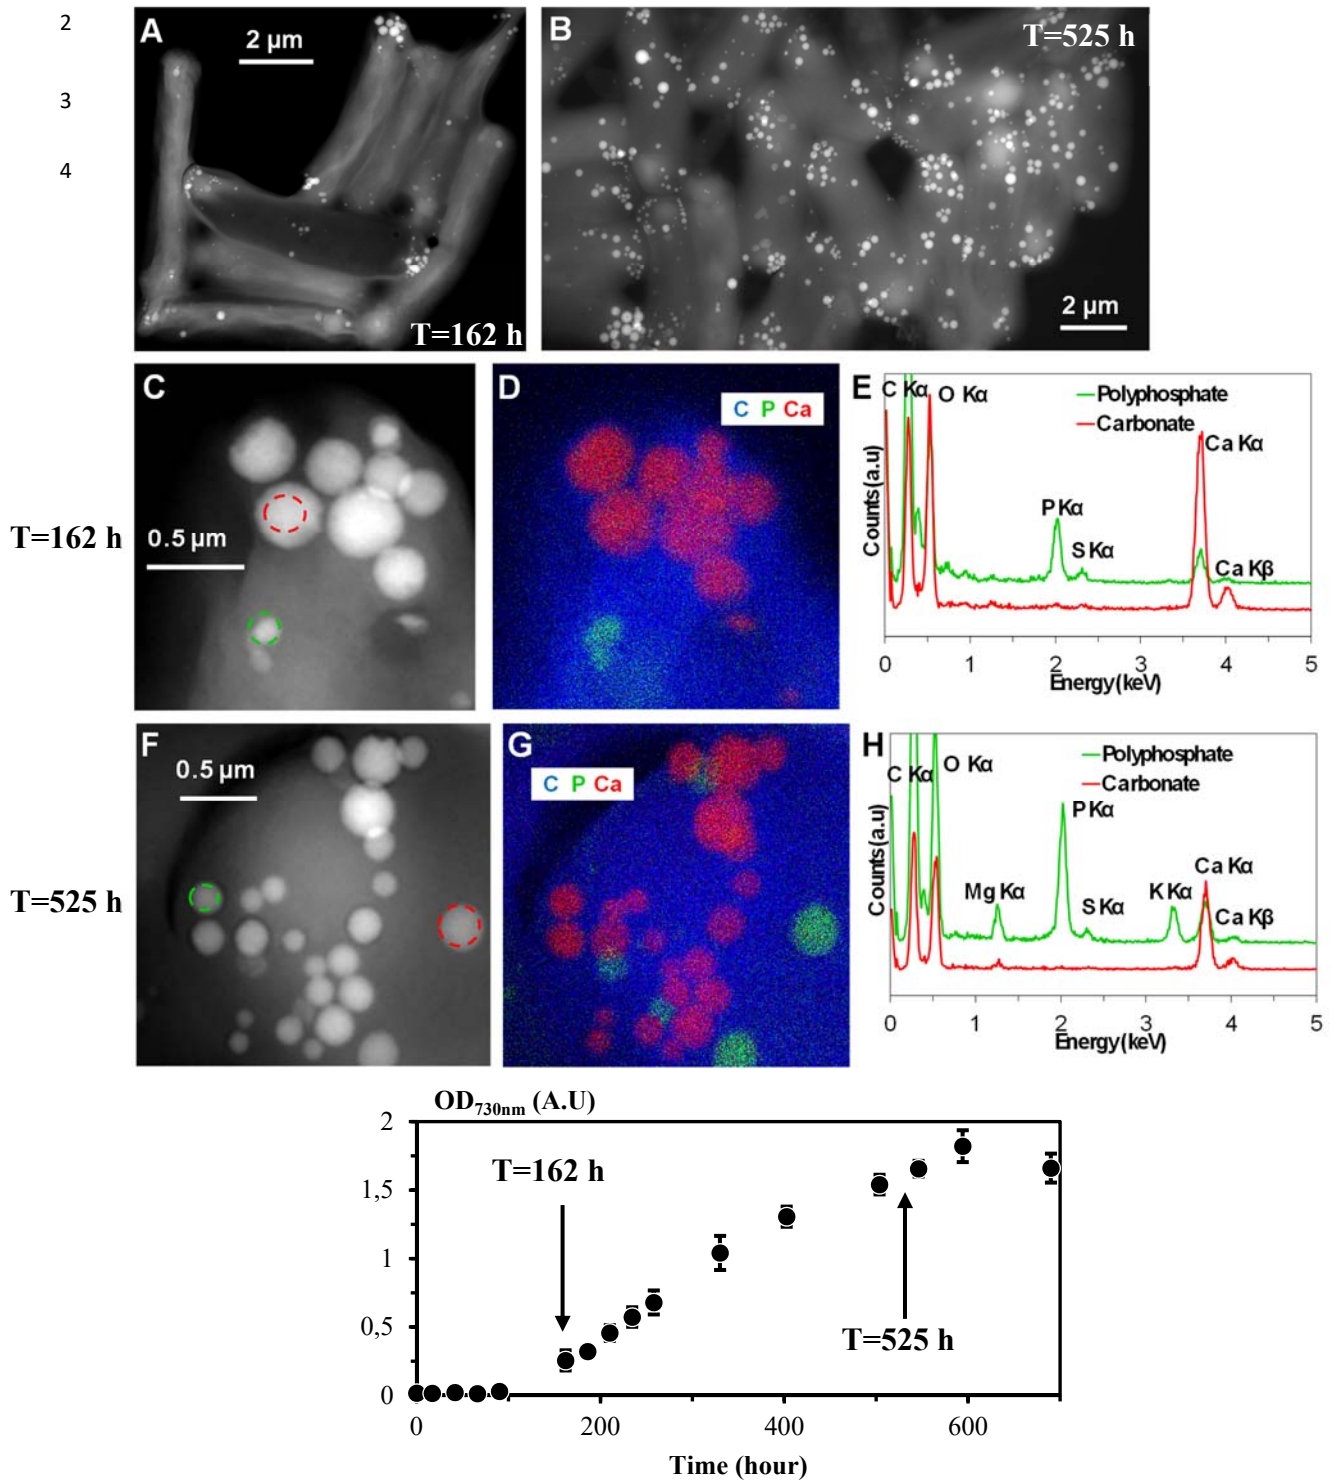 2
3
4
A
2 µm
T=162 h
B
T=525 h
2 µm
T=162 h
C
0.5 µm
D
C P Ca
E
C Kα
O Kα
Polyphosphate
Carbonate
Ca Kα
P Kα
S Kα
Ca Kβ
Counts (a.u)
0 1 2 3 4 5
Energy (keV)
T=525 h
F
0.5 µm
G
C P Ca
H
C Kα
O Kα
Polyphosphate
Carbonate
P Kα
Mg Kα
S Kα
K Kα
Ca Kα
Ca Kβ
Counts (a.u)
0 1 2 3 4 5
Energy (keV)
OD730nm (A.U)
2
1,5
1
0,5
0
T=162 h
T=525 h
0 200 400 600
Time (hour)